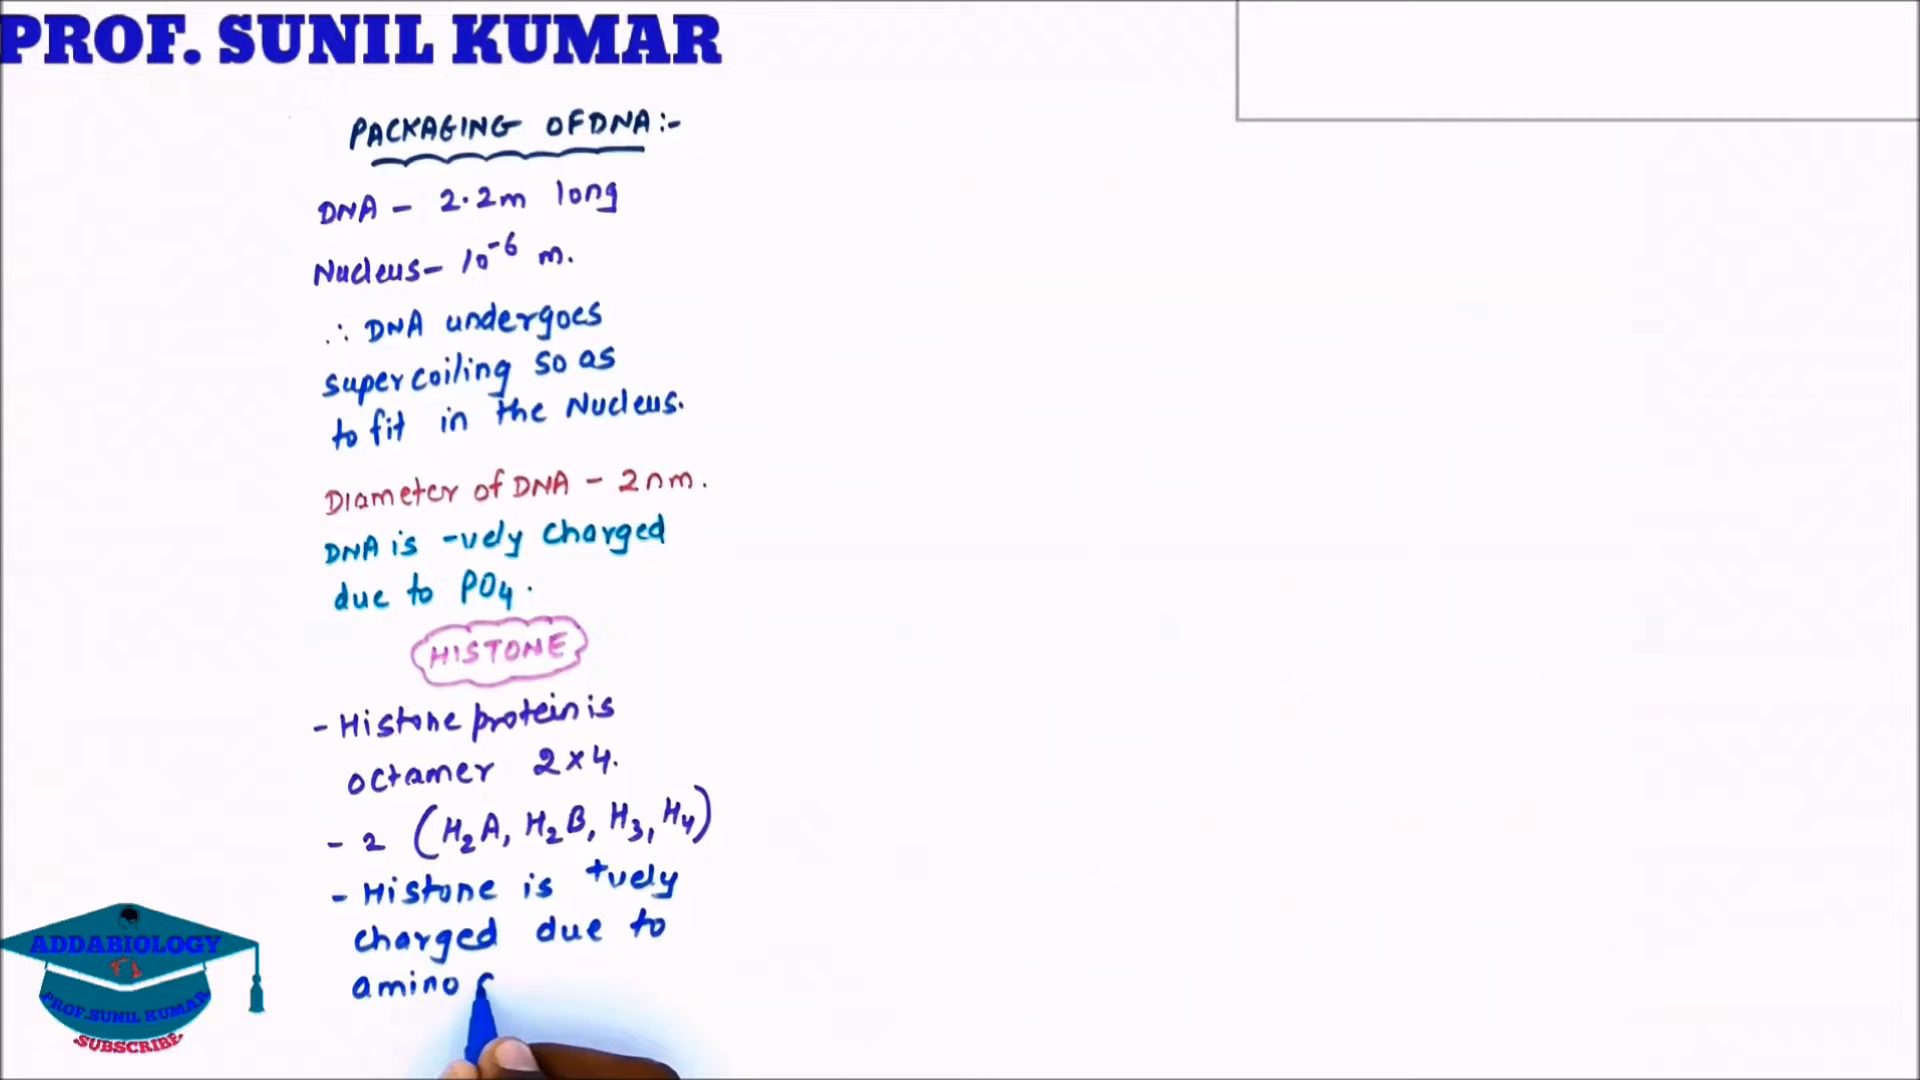 PROF. SUNIL KUMAR
PACKAGING OF DNA:-
DNA - 2.2m long
Nucleus - 10⁻⁶ m.
∴ DNA undergoes
supercoiling so as
to fit in the Nucleus.
Diameter of DNA - 2nm.
DNA is -vely charged
due to PO₄.
HISTONE
- Histone protein is
octamer 2×4.
- 2 (H₂A, H₂B, H₃, H₄)
- Histone is +vely
charged due to
amino
ADDABIOLOGY
PROF.SUNIL KUMAR
SUBSCRIBE